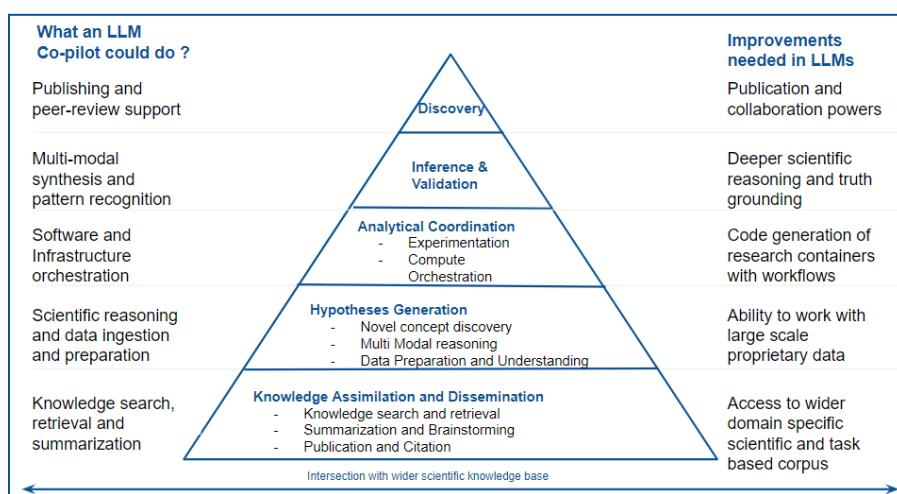 What an LLM
Co-pilot could do ?
Improvements
needed in LLMs
Publishing and
peer-review support
Discovery
Publication and
collaboration powers
Multi-modal
synthesis and
pattern recognition
Inference &
Validation
Deeper scientific
reasoning and truth
grounding
Software and
Infrastructure
orchestration
Analytical Coordination
- Experimentation
- Compute
Orchestration
Code generation of
research containers
with workflows
Scientific reasoning
and data ingestion
and preparation
Hypotheses Generation
- Novel concept discovery
- Multi Modal reasoning
- Data Preparation and Understanding
Ability to work with
large scale
proprietary data
Knowledge search,
retrieval and
summarization
Knowledge Assimilation and Dissemination
- Knowledge search and retrieval
- Summarization and Brainstorming
- Publication and Citation
Access to wider
domain specific
scientific and task
based corpus
Intersection with wider scientific knowledge base